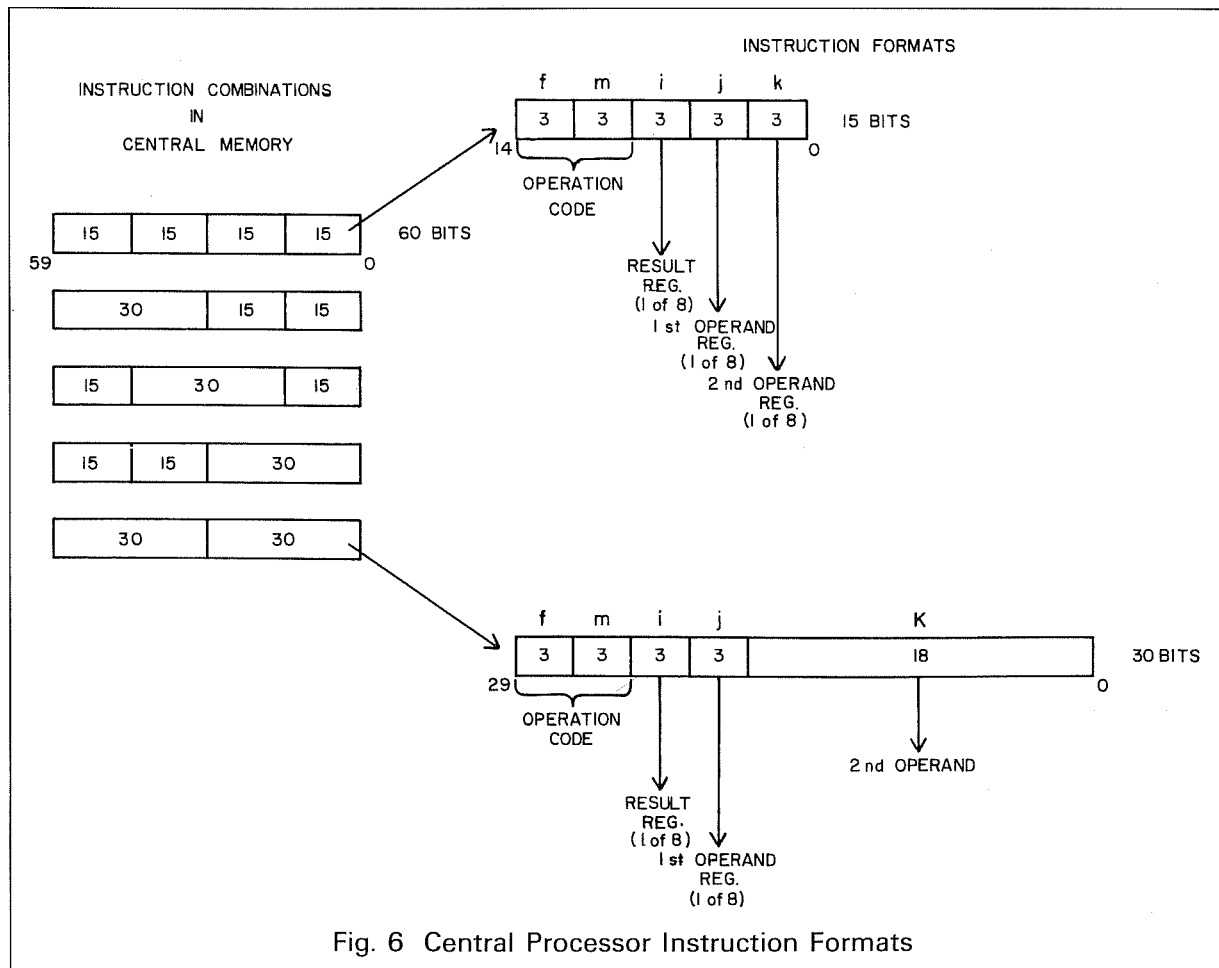 INSTRUCTION COMBINATIONS
IN
CENTRAL MEMORY
15 15 15 15 60 BITS
59 0
30 15 15
15 30 15
15 15 30
30 30
INSTRUCTION FORMATS
f m i j k
3 3 3 3 3 15 BITS
14 0
OPERATION
CODE
RESULT
REG.
(1 of 8)
1st OPERAND
REG.
(1 of 8)
2nd OPERAND
REG.
(1 of 8)
f m i j K
3 3 3 3 18 30 BITS
29 0
OPERATION
CODE
2nd OPERAND
RESULT
REG.
(1 of 8)
1st OPERAND
REG.
(1 of 8)
Fig. 6 Central Processor Instruction Formats